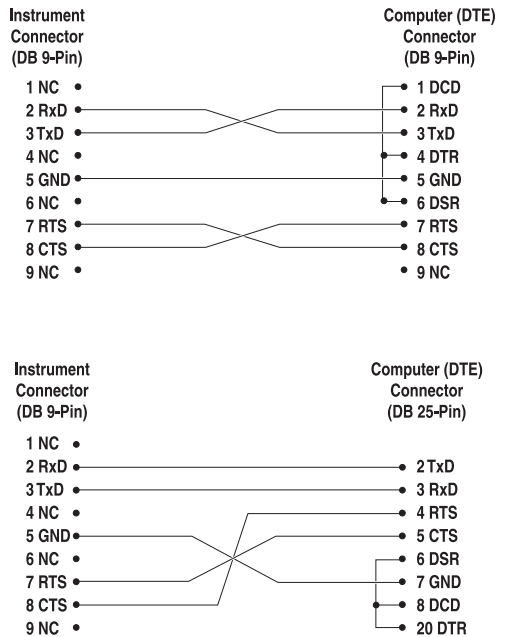 Instrument
Connector
(DB 9-Pin)
Computer (DTE)
Connector
(DB 9-Pin)
1 NC
1 DCD
2 RxD
2 RxD
3 TxD
3 TxD
4 NC
4 DTR
5 GND
5 GND
6 NC
6 DSR
7 RTS
7 RTS
8 CTS
8 CTS
9 NC
9 NC
Instrument
Connector
(DB 9-Pin)
Computer (DTE)
Connector
(DB 25-Pin)
1 NC
2 RxD
2 TxD
3 TxD
3 RxD
4 NC
4 RTS
5 GND
5 CTS
6 NC
6 DSR
7 RTS
7 GND
8 CTS
8 DCD
9 NC
20 DTR